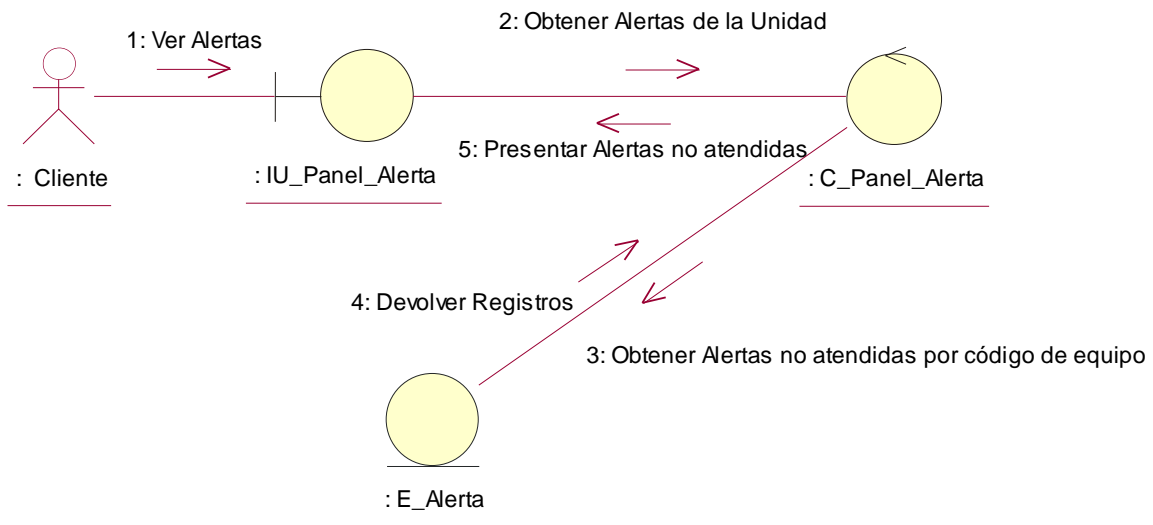 2: Obtener Alertas de la Unidad
1: Ver Alertas
5: Presentar Alertas no atendidas
: Cliente
: IU_Panel_Alerta
: C_Panel_Alerta
4: Devolver Registros
3: Obtener Alertas no atendidas por código de equipo
: E_Alerta